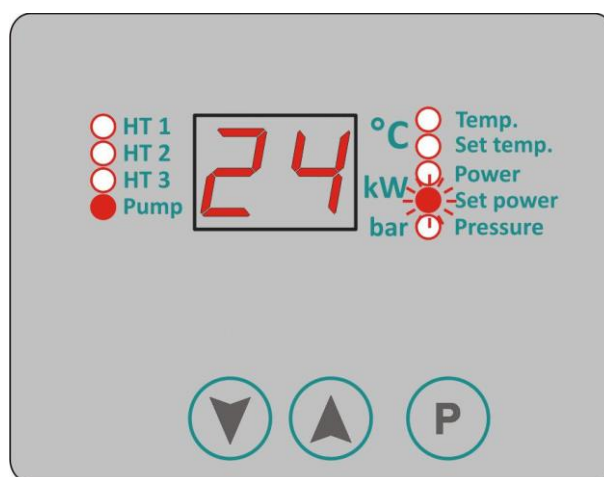 HT 1
HT 2
HT 3
Pump
24
°C
kW
bar
Temp.
Set temp.
Power
Set power
Pressure
P